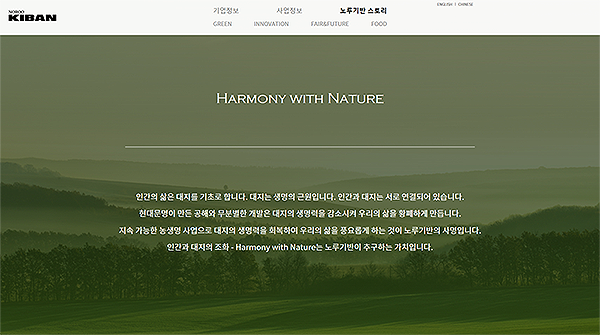 NOROO
KIBAN
기업정보 사업정보 노루기반 스토리
ENGLISH | CHINESE
GREEN INNOVATION FAIR&FUTURE FOOD
HARMONY WITH NATURE
인간의 삶은 대지를 기초로 합니다. 대지는 생명의 근원입니다. 인간과 대지는 서로 연결되어 있습니다.
현대문명이 만든 공해와 무분별한 개발은 대지의 생명력을 감소시켜 우리의 삶을 황폐하게 만듭니다.
지속 가능한 농생명 사업으로 대지의 생명력을 회복하여 우리의 삶을 풍요롭게 하는 것이 노루기반의 사명입니다.
인간과 대지의 조화 - Harmony with Nature는 노루기반이 추구하는 가치입니다.